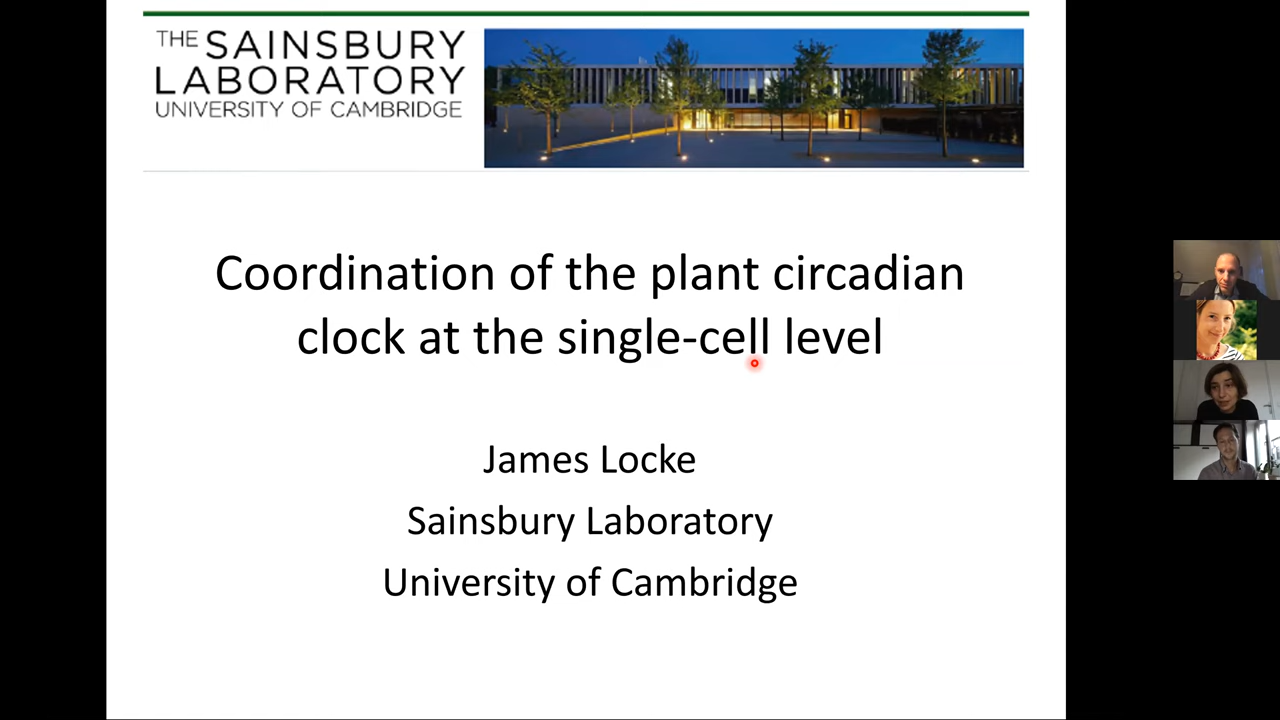 THE SAINSBURY
LABORATORY
UNIVERSITY OF CAMBRIDGE
Coordination of the plant circadian
clock at the single-cell level
James Locke
Sainsbury Laboratory
University of Cambridge